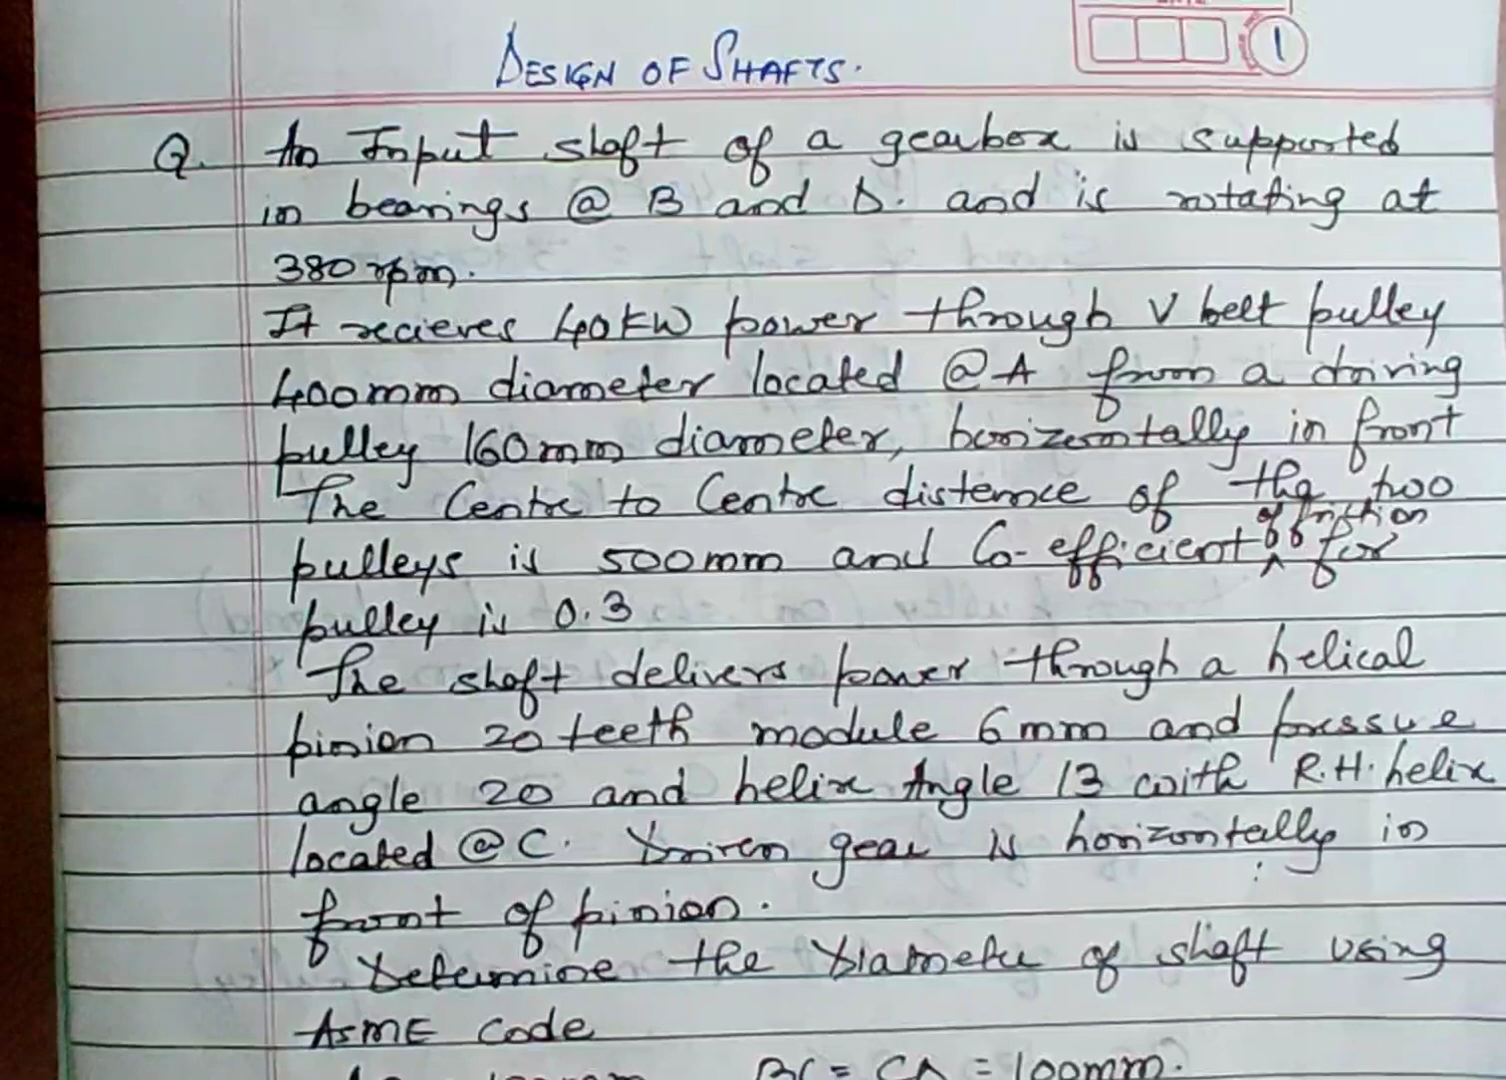 DESIGN OF SHAFTS.
1
Q. An Input shaft of a gearbox is supported
in bearings @ B and D. and is rotating at
380 rpm.
It recieves 40kW power through V belt pulley
400mm diameter located @ A from a driving
pulley 160mm diameter, horizontally in front
The Centre to Centre distance of the two
of friction
pulleys is 500mm and Co-efficient ^ for
pulley is 0.3
The shaft delivers power through a helical
pinion 20 teeth module 6mm and pressue
angle 20 and helix Angle 13 with R.H. helix
located @ C. Driven gear is horizontally in
front of pinion.
Determine the Diameter of shaft using
ASME Code
BC = CD = 100mm.